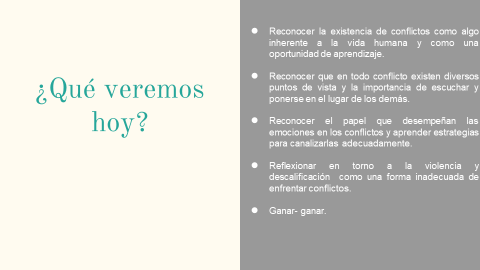 ¿Qué veremos
hoy?
● Reconocer la existencia de conflictos como algo
inherente a la vida humana y como una
oportunidad de aprendizaje.
● Reconocer que en todo conflicto existen diversos
puntos de vista y la importancia de escuchar y
ponerse en el lugar de los demás.
● Reconocer el papel que desempeñan las
emociones en los conflictos y aprender estrategias
para canalizarlas adecuadamente.
● Reflexionar en torno a la violencia y
descalificación como una forma inadecuada de
enfrentar conflictos.
● Ganar- ganar.